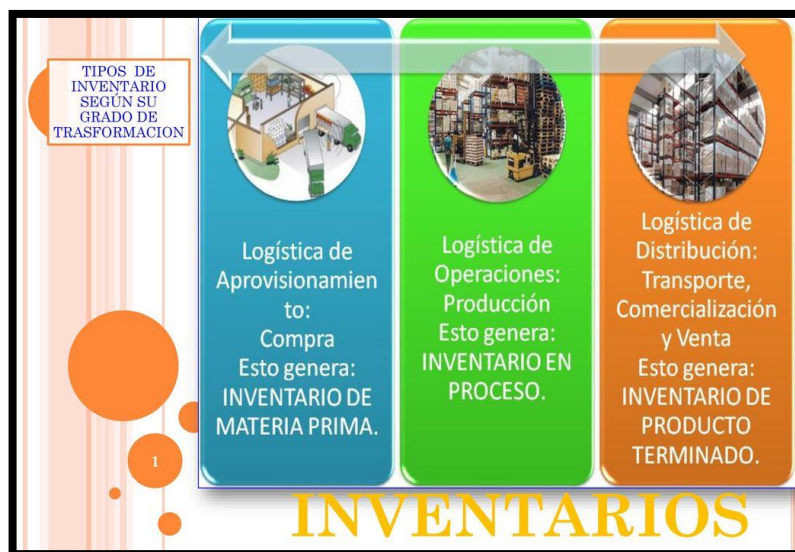 TIPOS DE
INVENTARIO
SEGÚN SU
GRADO DE
TRASFORMACION
Logística de
Aprovisionamien
to:
Compra
Esto genera:
INVENTARIO DE
MATERIA PRIMA.
Logística de
Operaciones:
Producción
Esto genera:
INVENTARIO EN
PROCESO.
Logística de
Distribución:
Transporte,
Comercialización
y Venta
Esto genera:
INVENTARIO DE
PRODUCTO
TERMINADO.
1
INVENTARIOS